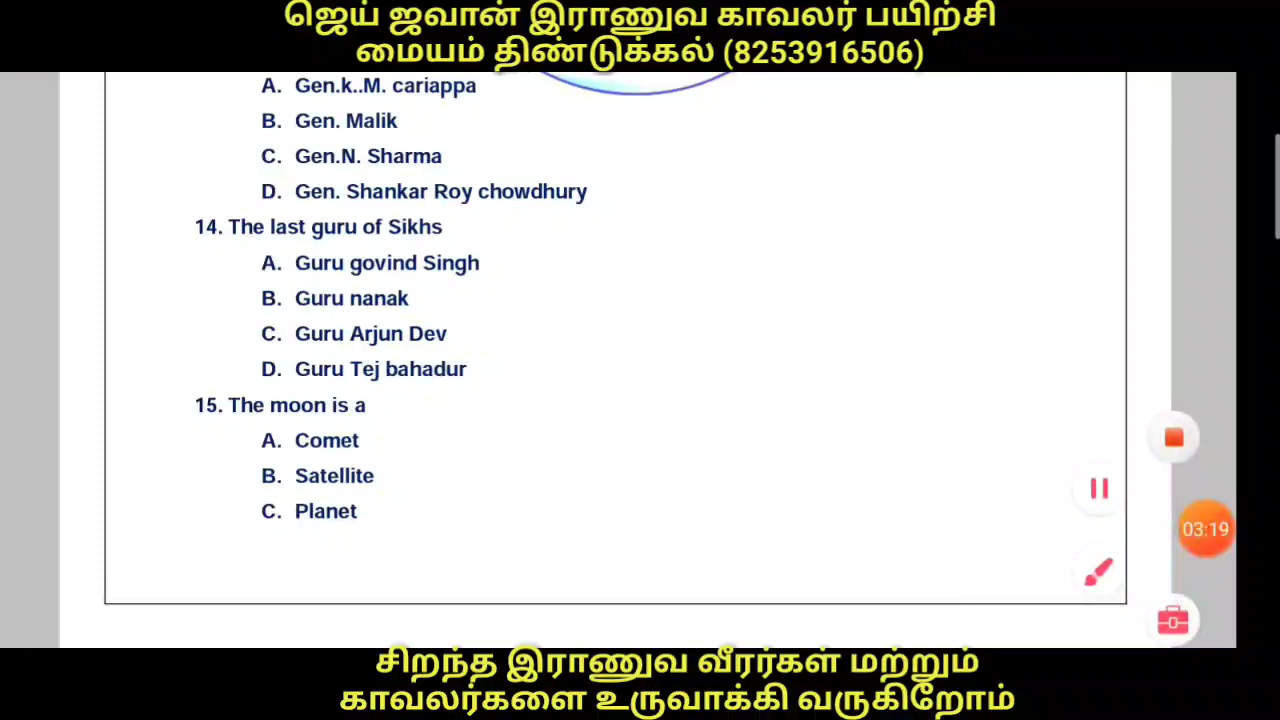 ஜெய் ஜவான் இராணுவ காவலர் பயிற்சி
மையம் திண்டுக்கல் (8253916506)
A. Gen.k..M. cariappa
B. Gen. Malik
C. Gen.N. Sharma
D. Gen. Shankar Roy chowdhury
14. The last guru of Sikhs
A. Guru govind Singh
B. Guru nanak
C. Guru Arjun Dev
D. Guru Tej bahadur
15. The moon is a
A. Comet
B. Satellite
C. Planet
03:19
சிறந்த இராணுவ வீரர்கள் மற்றும்
காவலர்களை உருவாக்கி வருகிறோம்